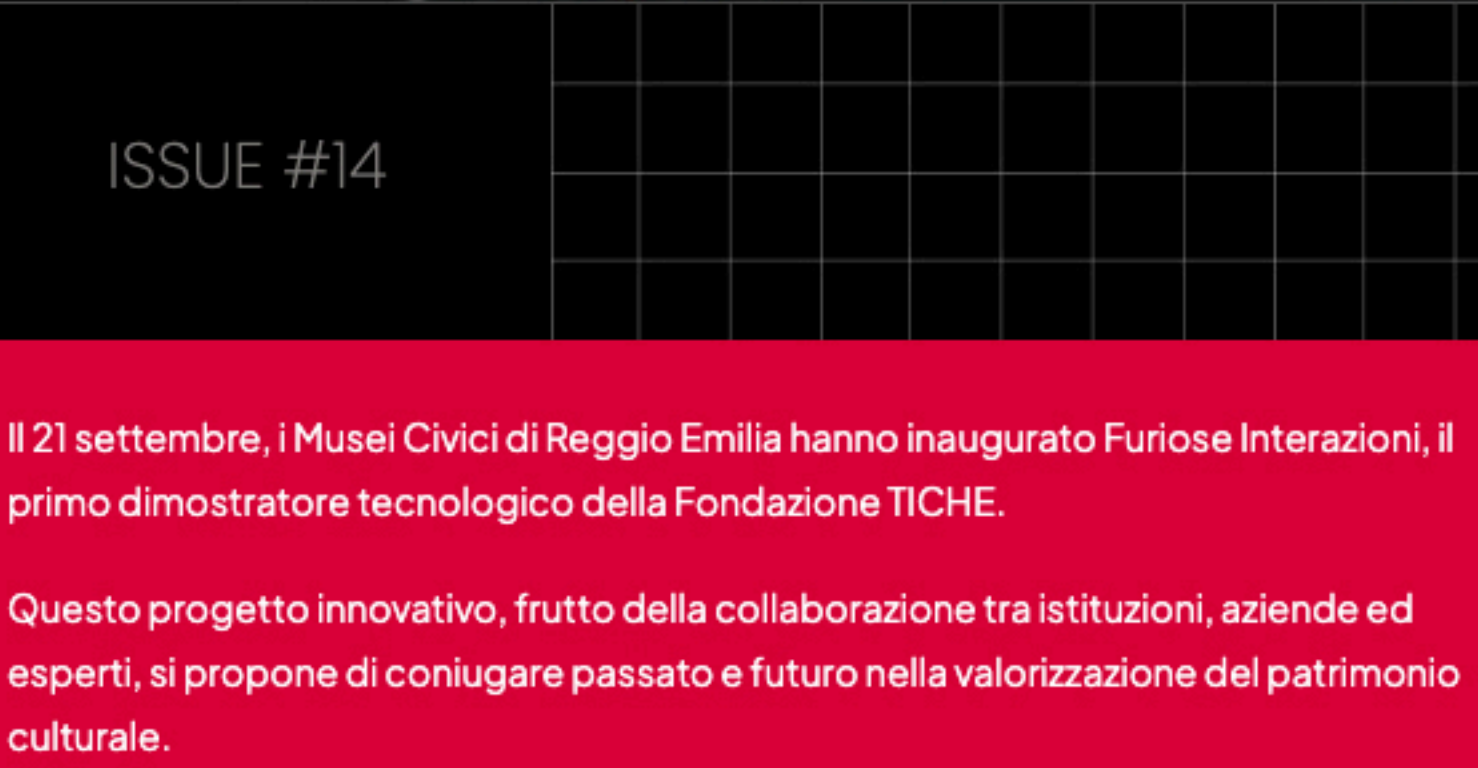 ISSUE #14
Il 21 settembre, i Musei Civici di Reggio Emilia hanno inaugurato Furiose Interazioni, il
primo dimostratore tecnologico della Fondazione TICHE.
Questo progetto innovativo, frutto della collaborazione tra istituzioni, aziende ed
esperti, si propone di coniugare passato e futuro nella valorizzazione del patrimonio
culturale.